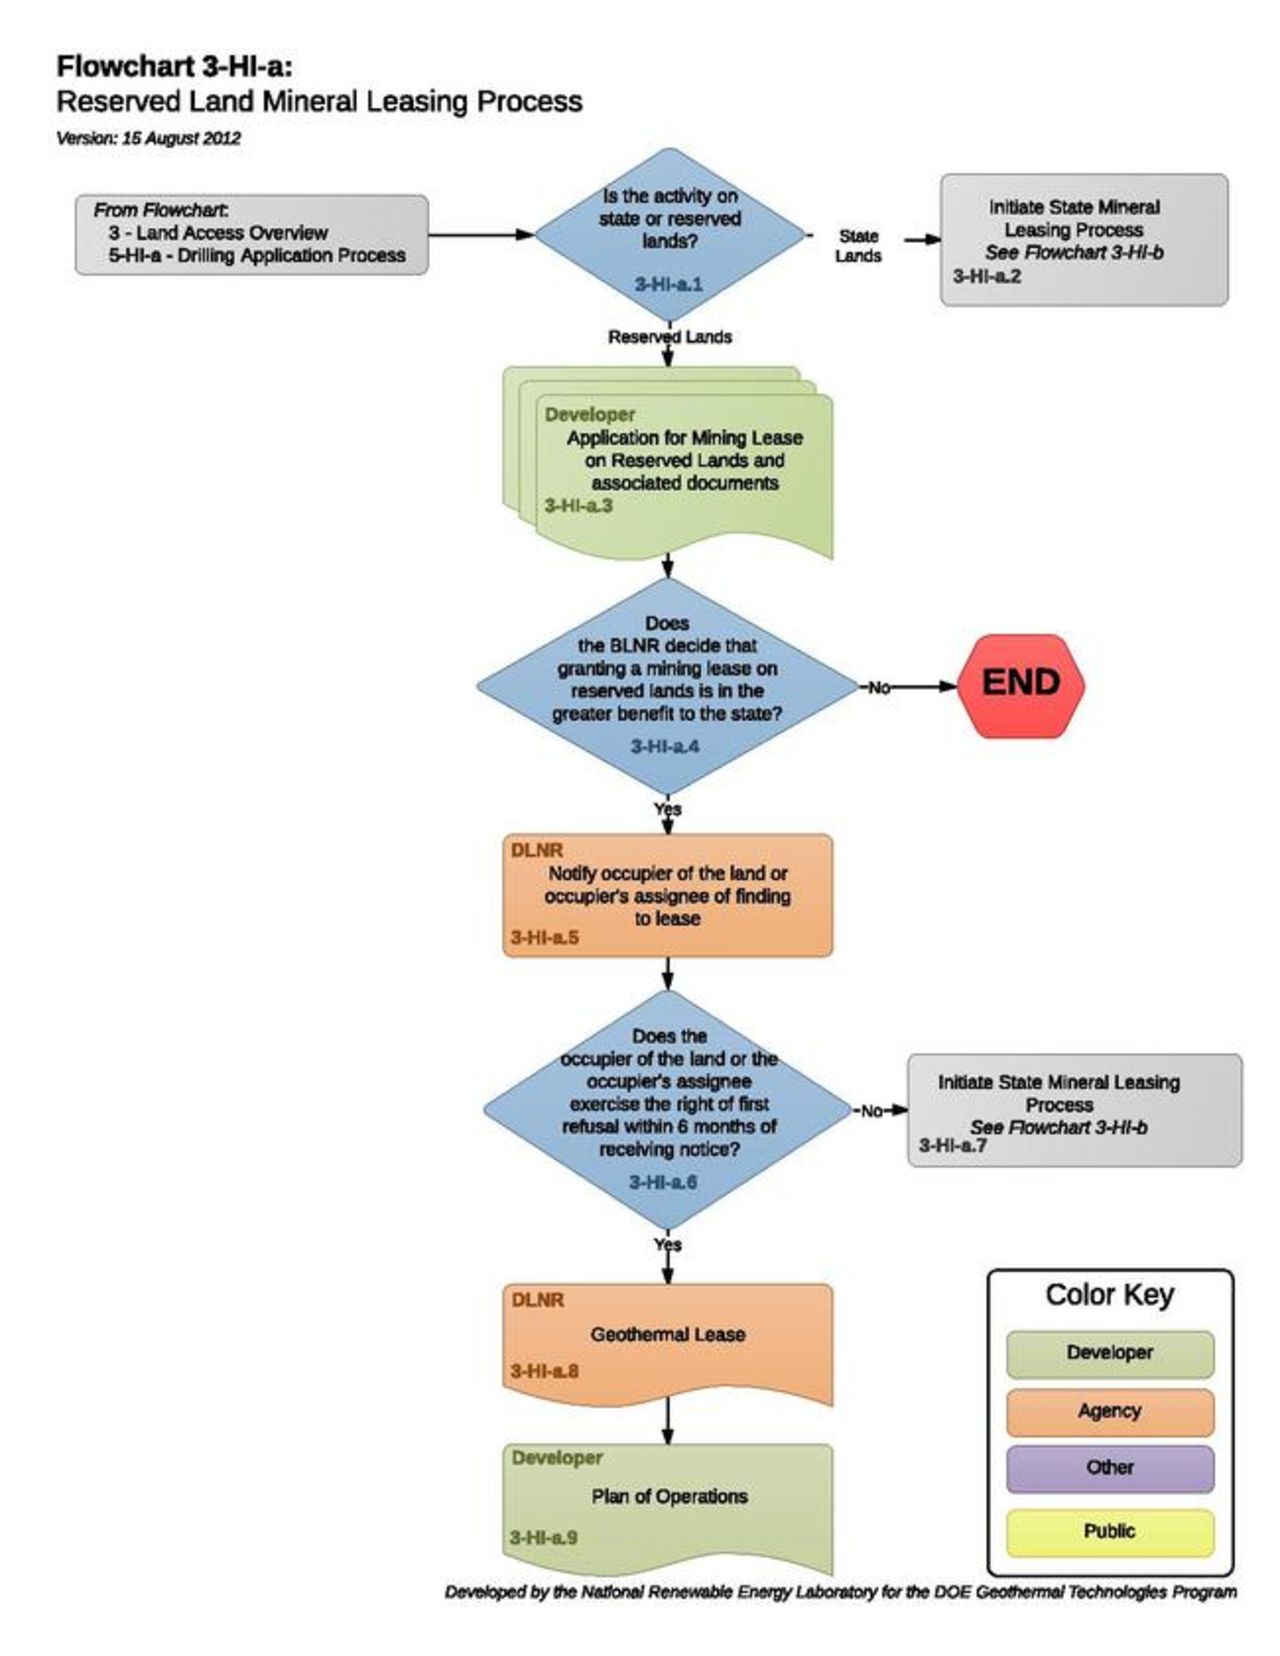 Flowchart 3-HI-a:
Reserved Land Mineral Leasing Process
Version: 15 August 2012
From Flowchart:
3 - Land Access Overview
5-HI-a - Drilling Application Process
Is the activity on
state or reserved
lands?
3-HI-a.1
State
Lands
Initiate State Mineral
Leasing Process
See Flowchart 3-HI-b
3-HI-a.2
Reserved Lands
Developer
Application for Mining Lease
on Reserved Lands and
associated documents
3-HI-a.3
Does
the BLNR decide that
granting a mining lease on
reserved lands is in the
greater benefit to the state?
3-HI-a.4
No
END
Yes
DLNR
Notify occupier of the land or
occupier's assignee of finding
to lease
3-HI-a.5
Does the
occupier of the land or the
occupier's assignee
exercise the right of first
refusal within 6 months of
receiving notice?
3-HI-a.6
No
Initiate State Mineral Leasing
Process
See Flowchart 3-HI-b
3-HI-a.7
Yes
DLNR
Geothermal Lease
3-HI-a.8
Developer
Plan of Operations
3-HI-a.9
Color Key
Developer
Agency
Other
Public
Developed by the National Renewable Energy Laboratory for the DOE Geothermal Technologies Program